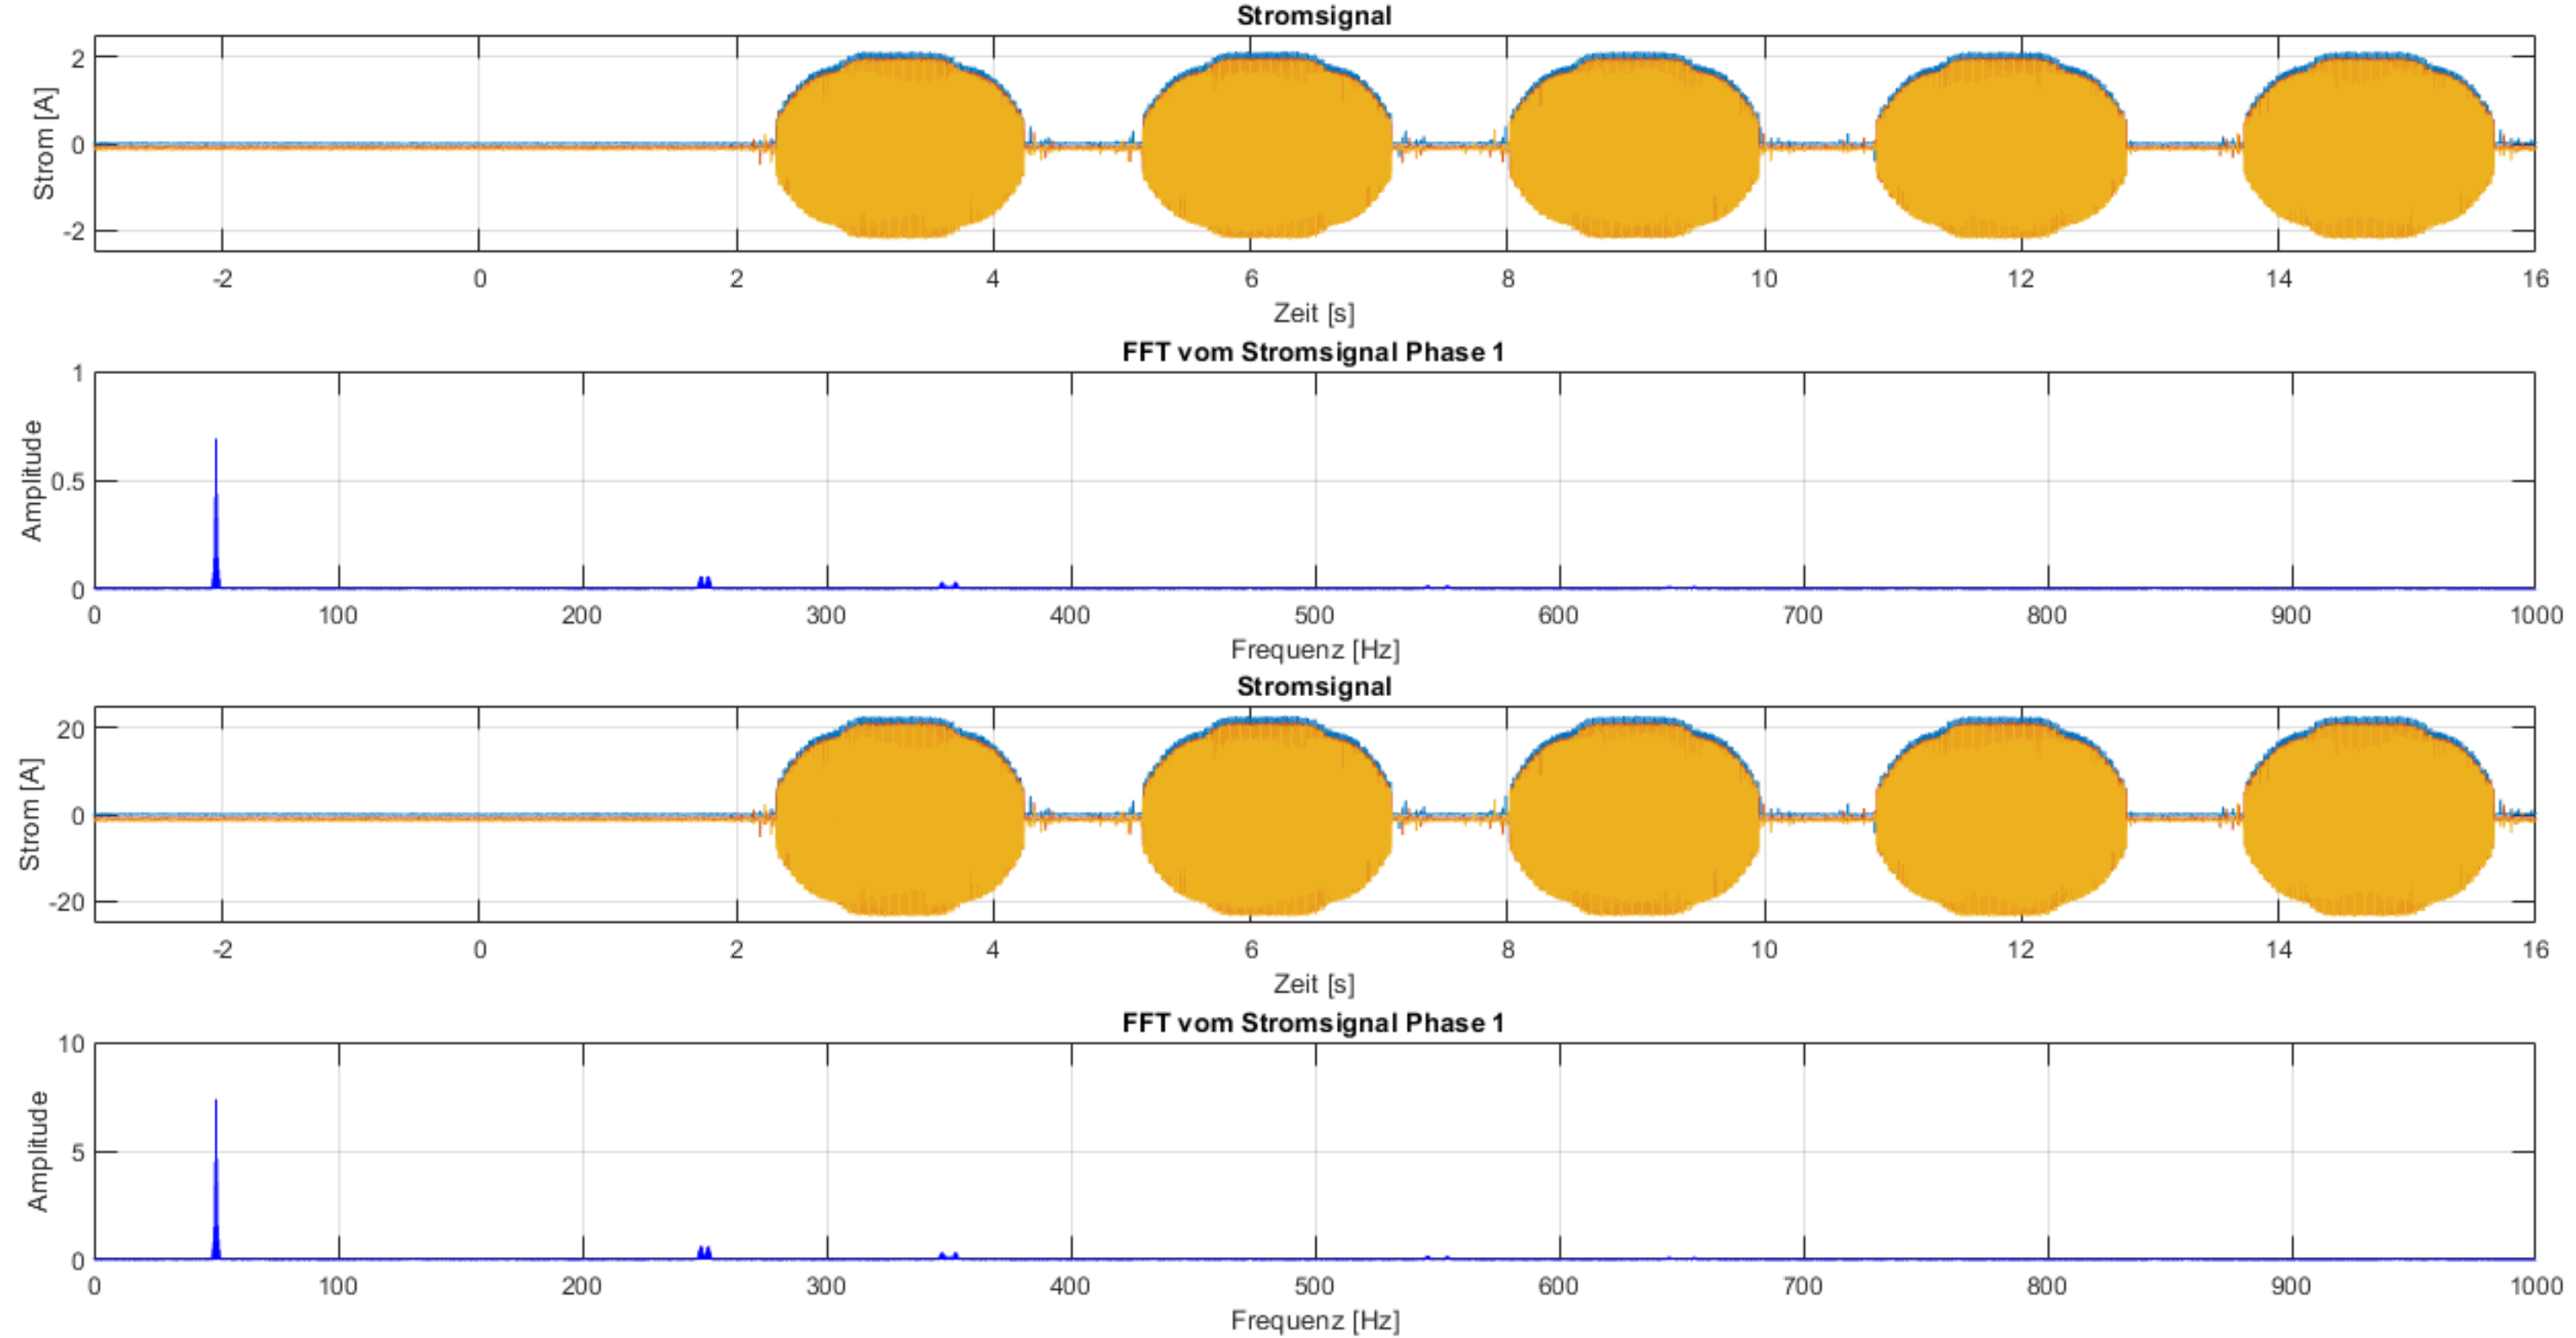 Stromsignal
2
0
-2
Strom [A]
-2 0 2 4 6 8 10 12 14 16
Zeit [s]
FFT vom Stromsignal Phase 1
1
0.5
0
Amplitude
0 100 200 300 400 500 600 700 800 900 1000
Frequenz [Hz]
Stromsignal
20
0
-20
Strom [A]
-2 0 2 4 6 8 10 12 14 16
Zeit [s]
FFT vom Stromsignal Phase 1
10
5
0
Amplitude
0 100 200 300 400 500 600 700 800 900 1000
Frequenz [Hz]